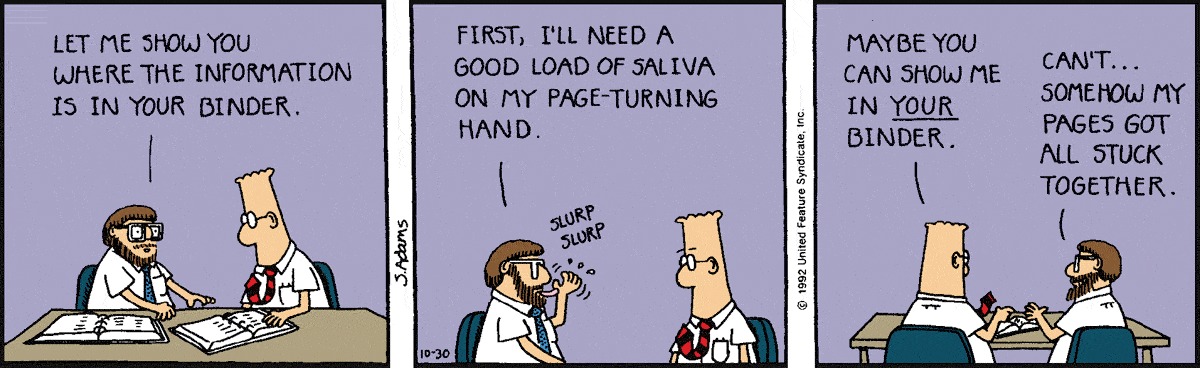 LET ME SHOW YOU
WHERE THE INFORMATION
IS IN YOUR BINDER.
S. Adams
FIRST, I'LL NEED A
GOOD LOAD OF SALIVA
ON MY PAGE-TURNING
HAND.
SLURP
SLURP
10-30
© 1992 United Feature Syndicate, Inc.
MAYBE YOU
CAN SHOW ME
IN YOUR
BINDER.
CAN'T...
SOMEHOW MY
PAGES GOT
ALL STUCK
TOGETHER.